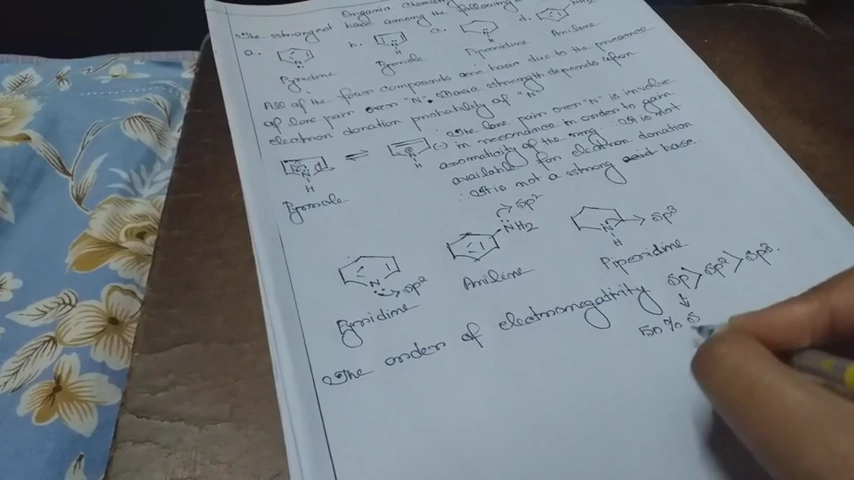 Organic Chemistry
The strongest base among the following
a. b. c. d. NH2
N N H N H
Pyridine Pyrrole Piperidine Aniline
All of the four compounds are base due to the presence
of lone pair over "N". Basic strength depends upon
electron donation probability of "N"
The lone pair over "N" is involve
in resonance in order to gain
aromaticity of the ring. It is not
available for electron donation
∴ It is not a strong base.
N H ⇌ N H (-)
Pyrrole
N → sp2 NH2 → sp2 N H → sp3
Pyridine Aniline Piperidine
The order of electronegativity sp > sp2 > sp3.
↓
50% S